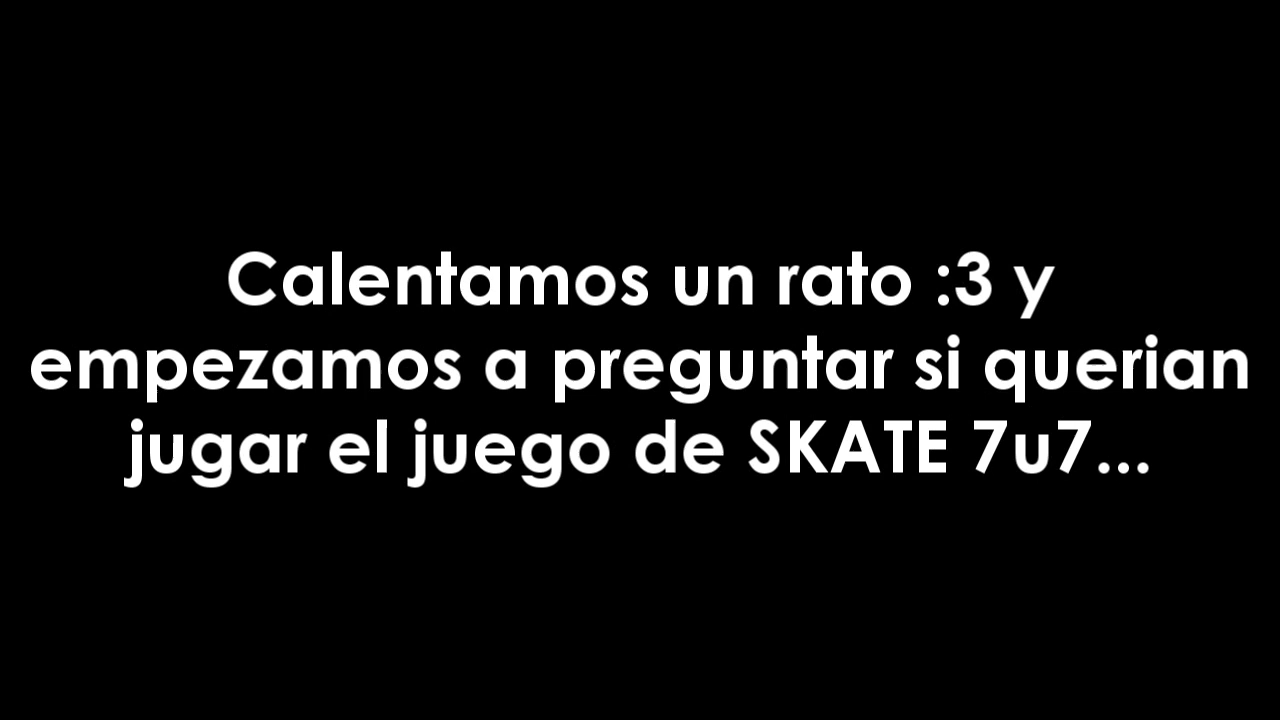 Calentamos un rato :3 y
empezamos a preguntar si querian
jugar el juego de SKATE 7u7...